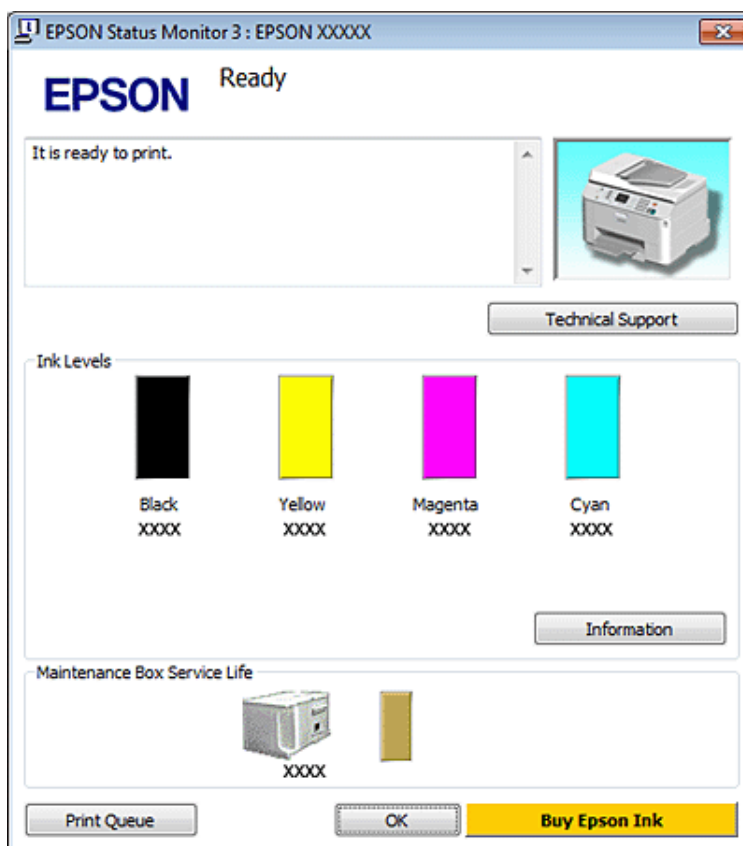 EPSON Status Monitor 3 : EPSON XXXXX
EPSON
Ready
It is ready to print.
Technical Support
Ink Levels
Black
Yellow
Magenta
Cyan
XXXX
XXXX
XXXX
XXXX
Information
Maintenance Box Service Life
XXXX
Print Queue
OK
Buy Epson Ink